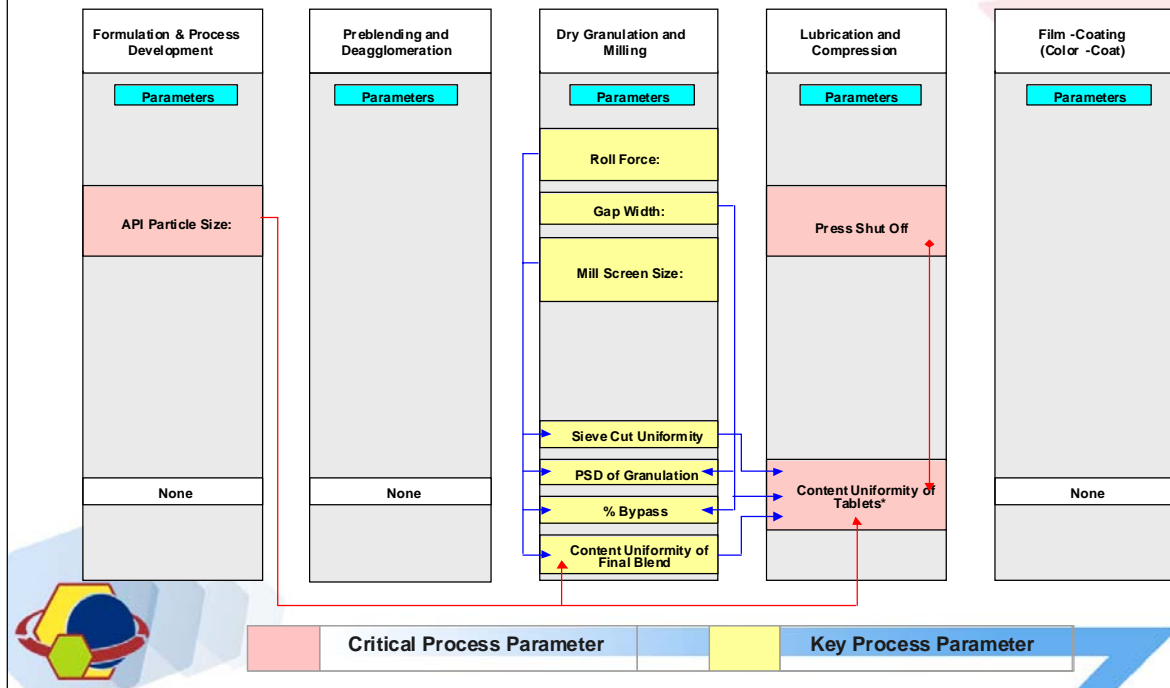 Formulation & Process
Development
Preblending and
Deagglomeration
Dry Granulation and
Milling
Lubrication and
Compression
Film -Coating
(Color -Coat)
Parameters
Parameters
Parameters
Parameters
Parameters
Roll Force:
API Particle Size:
Gap Width:
Press Shut Off
Mill Screen Size:
Sieve Cut Uniformity
PSD of Granulation
None
None
Content Uniformity of
Tablets*
None
% Bypass
Content Uniformity of
Final Blend
Critical Process Parameter
Key Process Parameter